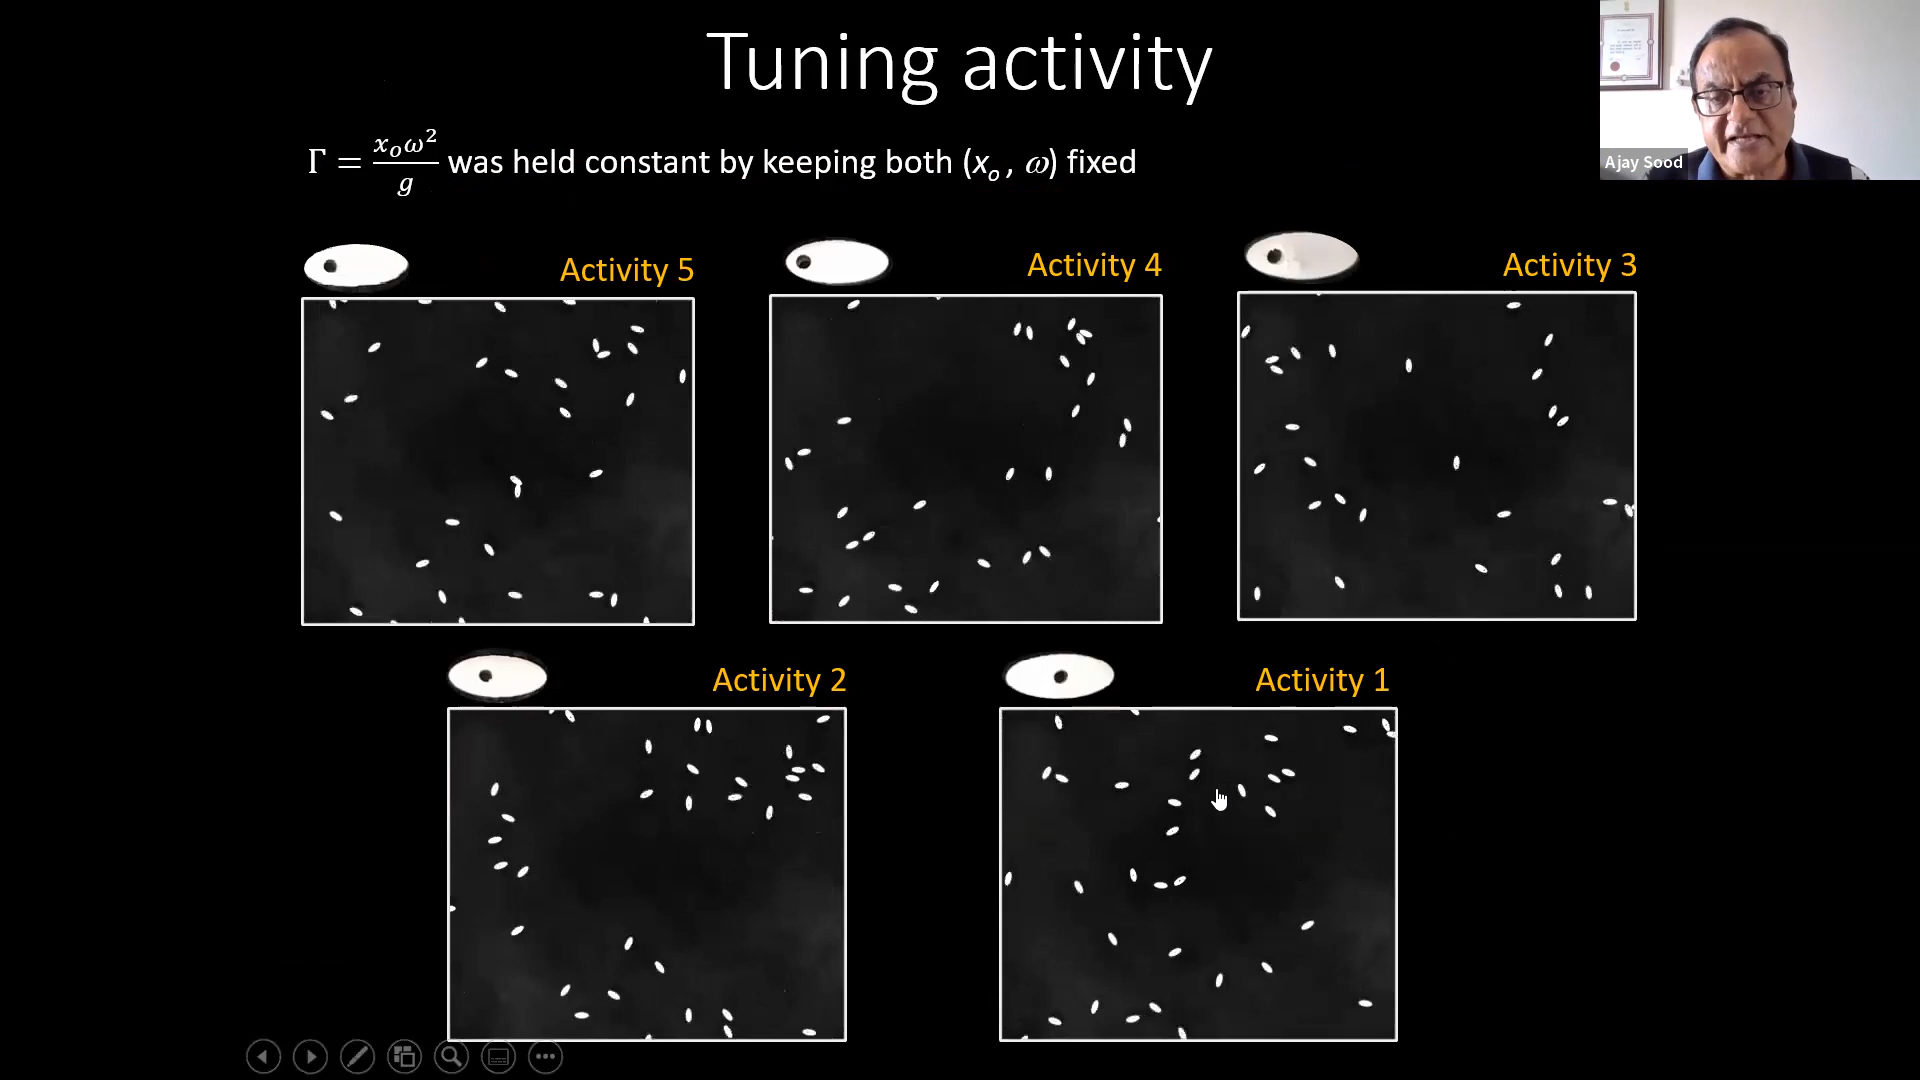 Tuning activity
Γ = x₀ω²/g was held constant by keeping both (x₀, ω) fixed
Ajay Sood
Activity 5
Activity 4
Activity 3
Activity 2
Activity 1